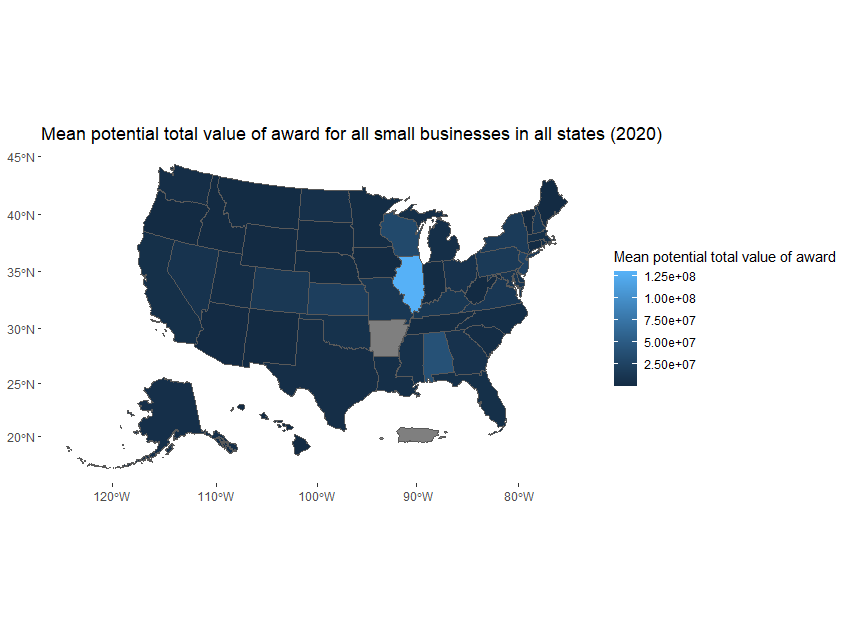 Mean potential total value of award for all small businesses in all states (2020)
45°N
40°N
35°N
30°N
25°N
20°N
120°W
110°W
100°W
90°W
80°W
Mean potential total value of award
1.25e+08
1.00e+08
7.50e+07
5.00e+07
2.50e+07